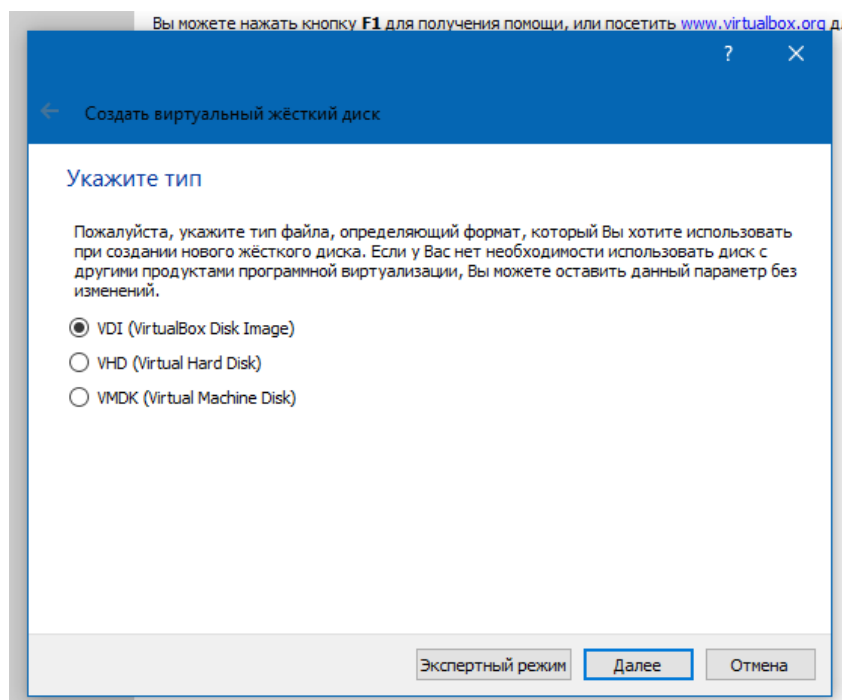 Вы можете нажать кнопку F1 для получения помощи, или посетить www.virtualbox.org
?
Создать виртуальный жёсткий диск
Укажите тип
Пожалуйста, укажите тип файла, определяющий формат, который Вы хотите использовать
при создании нового жёсткого диска. Если у Вас нет необходимости использовать диск с
другими продуктами программной виртуализации, Вы можете оставить данный параметр без
изменений.
VDI (VirtualBox Disk Image)
VHD (Virtual Hard Disk)
VMDK (Virtual Machine Disk)
Экспертный режим Далее Отмена